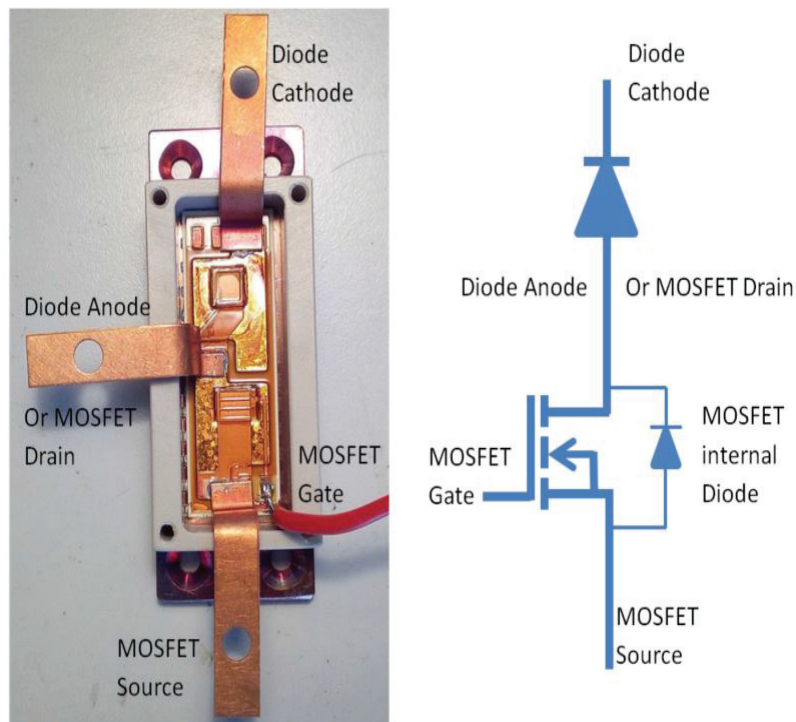 Diode
Cathode
Diode Anode
Or MOSFET
Drain
MOSFET
Gate
MOSFET
Source
Diode
Cathode
Diode Anode
Or MOSFET Drain
MOSFET
Gate
MOSFET
internal
Diode
MOSFET
Source